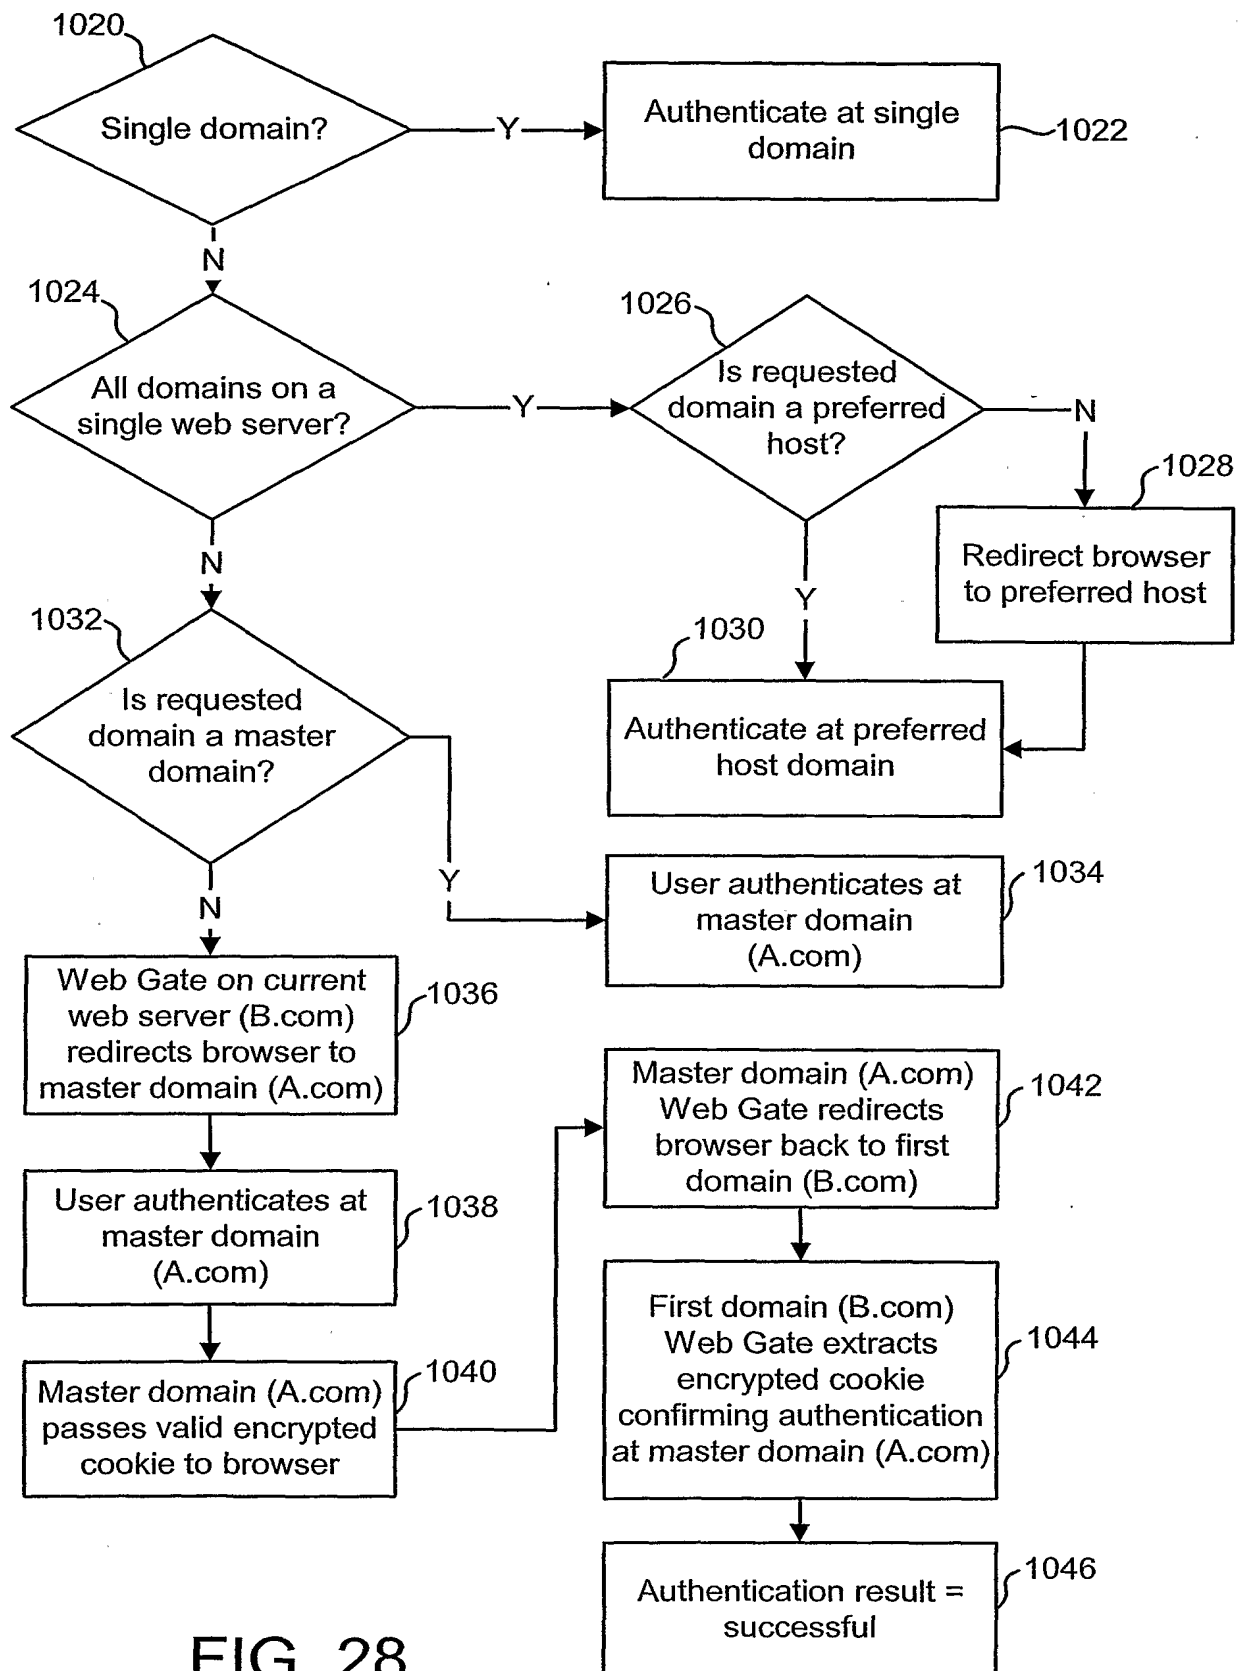 1020
Single domain?
Y
Authenticate at single
domain
1022
N
1024
All domains on a
single web server?
Y
1026
Is requested
domain a preferred
host?
N
1028
Redirect browser
to preferred host
Y
1030
Authenticate at preferred
host domain
N
1032
Is requested
domain a master
domain?
Y
1034
User authenticates at
master domain
(A.com)
N
Web Gate on current
web server (B.com)
redirects browser to
master domain (A.com)
1036
User authenticates at
master domain
(A.com)
1038
Master domain (A.com)
passes valid encrypted
cookie to browser
1040
Master domain (A.com)
Web Gate redirects
browser back to first
domain (B.com)
1042
First domain (B.com)
Web Gate extracts
encrypted cookie
confirming authentication
at master domain (A.com)
1044
Authentication result =
successful
1046
FIG. 28